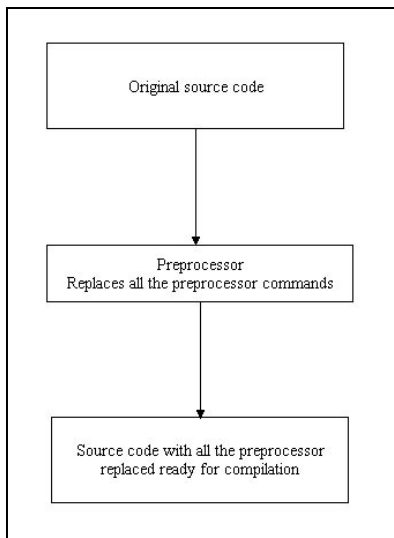 Original source code
Preprocessor
Replaces all the preprocessor commands
Source code with all the preprocessor
replaced ready for compilation